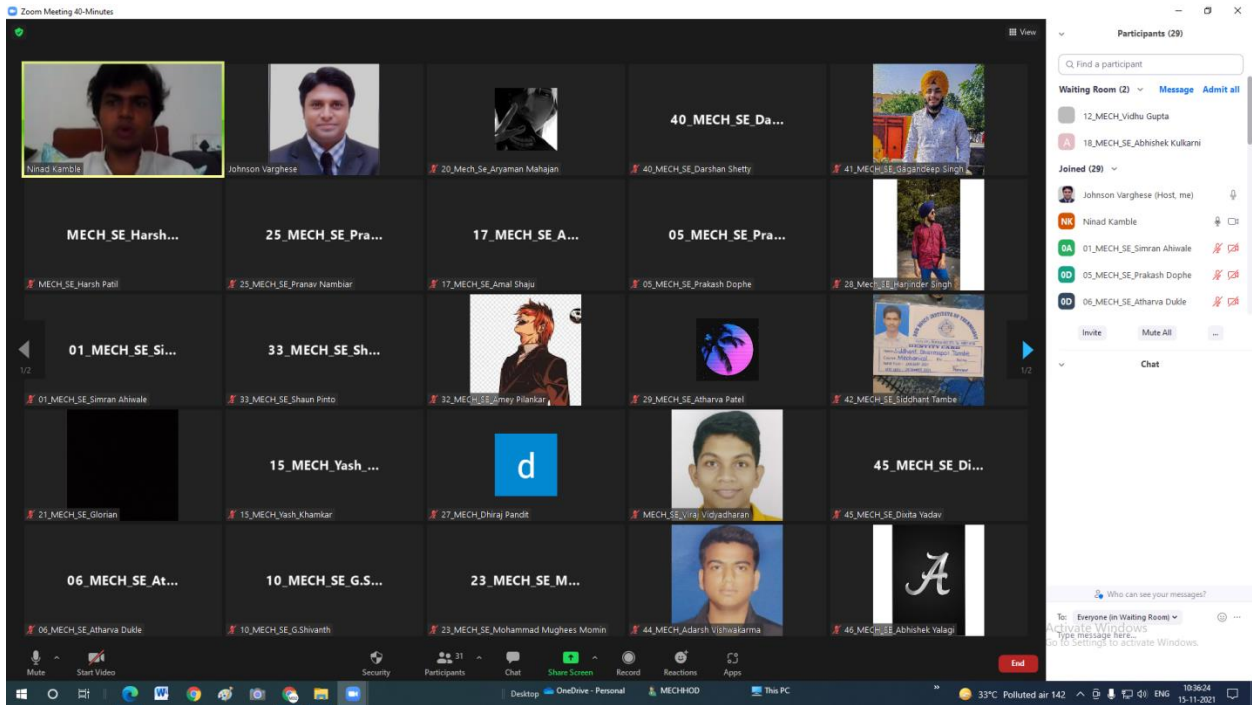 Zoom Meeting 40-Minutes
View
Ninad Kamble
Johnson Varghese
20_Mech_Se_Aryaman Mahajan
40_MECH_SE_Da...
40_MECH_SE_Darshan Shetty
41_MECH_SE_Gagandeep Singh
MECH_SE_Harsh...
MECH_SE_Harsh Patil
25_MECH_SE_Pra...
25_MECH_SE_Pranav Nambiar
17_MECH_SE_A...
17_MECH_SE_Amal Shaju
05_MECH_SE_Pra...
05_MECH_SE_Prakash Dophe
28_Mech_SE_Harjinder Singh
1/2
01_MECH_SE_Si...
01_MECH_SE_Simran Ahiwale
33_MECH_SE_Sh...
33_MECH_SE_Shaun Pinto
32_MECH_SE_Amey Pilankar
29_MECH_SE_Atharva Patel
IDENTITY CARD
42_MECH_SE_Siddhant Tambe
1/2
21_MECH_SE_Glorian
15_MECH_Yash_...
15_MECH_Yash_Khamkar
d
27_MECH_Dhiraj Pandit
MECH_SE_Viraj Vidyadharan
45_MECH_SE_Di...
45_MECH_SE_Dixita Yadav
06_MECH_SE_At...
06_MECH_SE_Atharva Dukle
10_MECH_SE_G.S...
10_MECH_SE_G.Shivanth
23_MECH_SE_M...
23_MECH_SE_Mohammad Mughees Momin
44_MECH_Adarsh Vishwakarma
A
46_MECH_SE_Abhishek Yalagi
Mute
Start Video
Security
Participants
31
Chat
Share Screen
Record
Reactions
Apps
End
Participants (29)
Find a participant
Waiting Room (2) Message Admit all
12_MECH_Vidhu Gupta
A 18_MECH_SE_Abhishek Kulkarni
Joined (29)
Johnson Varghese (Host, me)
NK Ninad Kamble
0A 01_MECH_SE_Simran Ahiwale
0D 05_MECH_SE_Prakash Dophe
0D 06_MECH_SE_Atharva Dukle
Invite Mute All ...
Chat
Who can see your messages?
To: Everyone (in Waiting Room)
Type message here...
Activate Windows
Go to Settings to activate Windows.
Desktop
OneDrive - Personal
MECHHOD
This PC
33°C Polluted air 142
ENG
10:36:24
15-11-2021